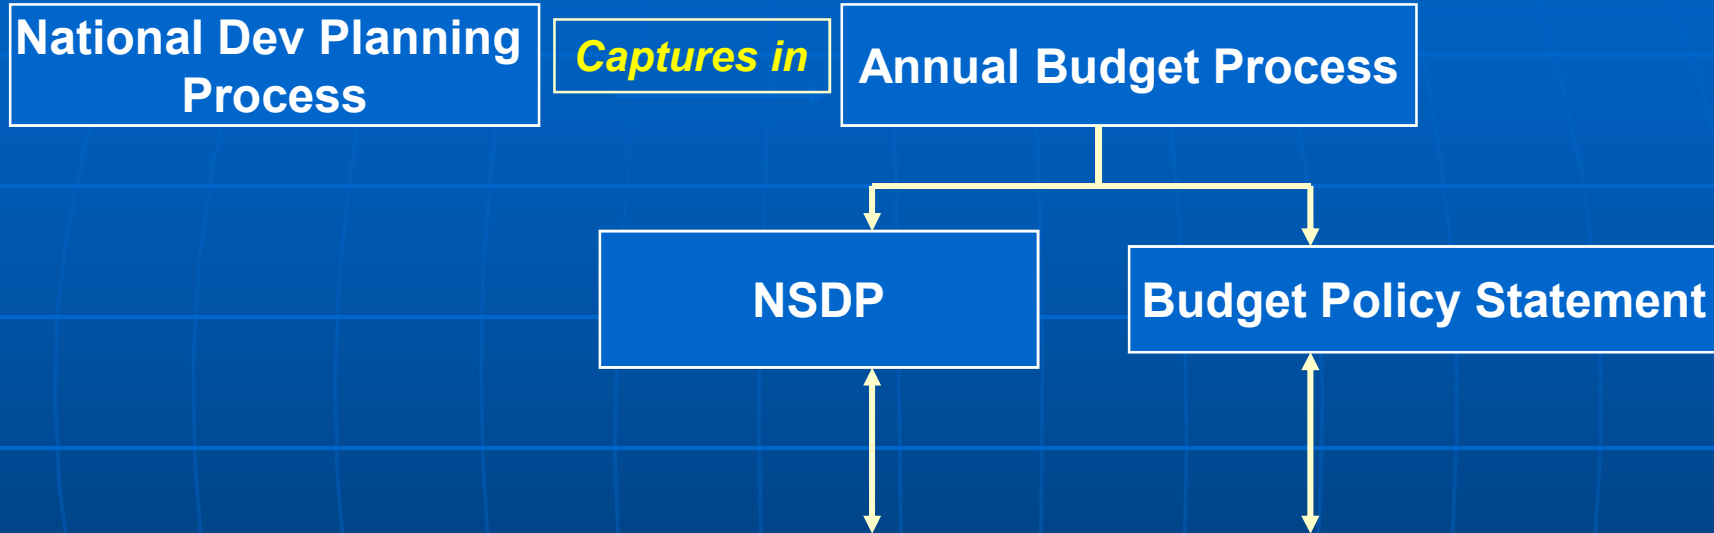 National Dev Planning
Process
Captures in
Annual Budget Process
NSDP
Budget Policy Statement